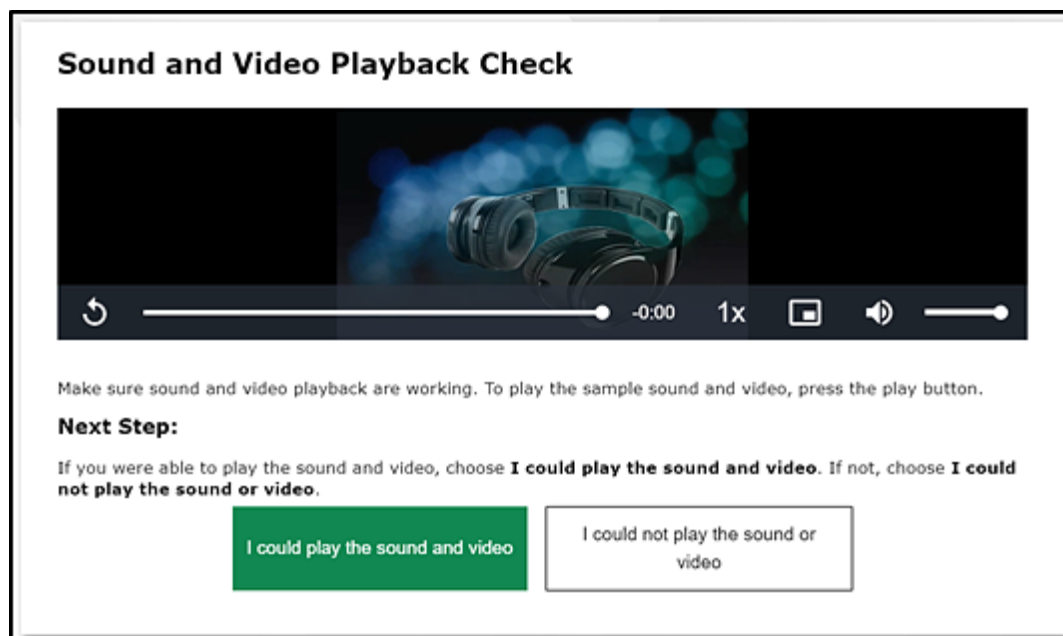 Sound and Video Playback Check
-0:00 1x
Make sure sound and video playback are working. To play the sample sound and video, press the play button.
Next Step:
If you were able to play the sound and video, choose I could play the sound and video. If not, choose I could
not play the sound or video.
I could play the sound and video
I could not play the sound or
video